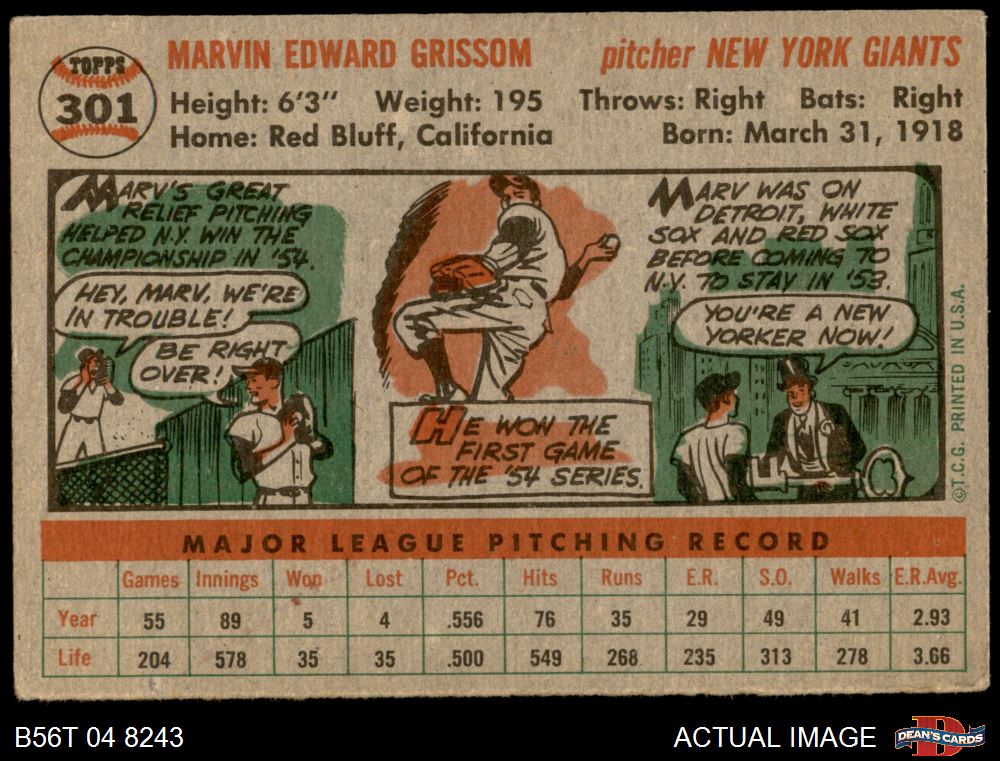 TOPPS
301
MARVIN EDWARD GRISSOM
pitcher NEW YORK GIANTS
Height: 6'3" Weight: 195 Throws: Right Bats: Right
Home: Red Bluff, California Born: March 31, 1918
MARV'S GREAT
RELIEF PITCHING
HELPED N.Y. WIN THE
CHAMPIONSHIP IN '54.
HEY, MARV, WE'RE
IN TROUBLE!
BE RIGHT
OVER!
HE WON THE
FIRST GAME
OF THE '54 SERIES.
MARV WAS ON
DETROIT, WHITE
SOX AND RED SOX
BEFORE COMING TO
N.Y. TO STAY IN '53.
YOU'RE A NEW
YORKER NOW!
©T.C.G. PRINTED IN U.S.A.
MAJOR LEAGUE PITCHING RECORD
Games Innings Won Lost Pct. Hits Runs E.R. S.O. Walks E.R.Avg.
Year 55 89 5 4 .556 76 35 29 49 41 2.93
Life 204 578 35 35 .500 549 268 235 313 278 3.66
B56T 04 8243
ACTUAL IMAGE
DEAN'S CARDS